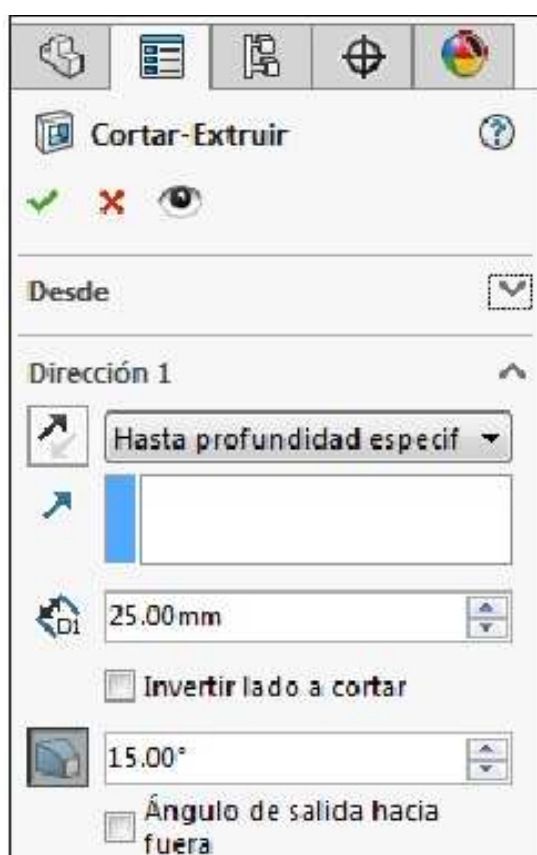 Cortar-Extruir
Desde
Dirección 1
Hasta profundidad especif
D1
25.00mm
Invertir lado a cortar
15.00°
Ángulo de salida hacia
fuera